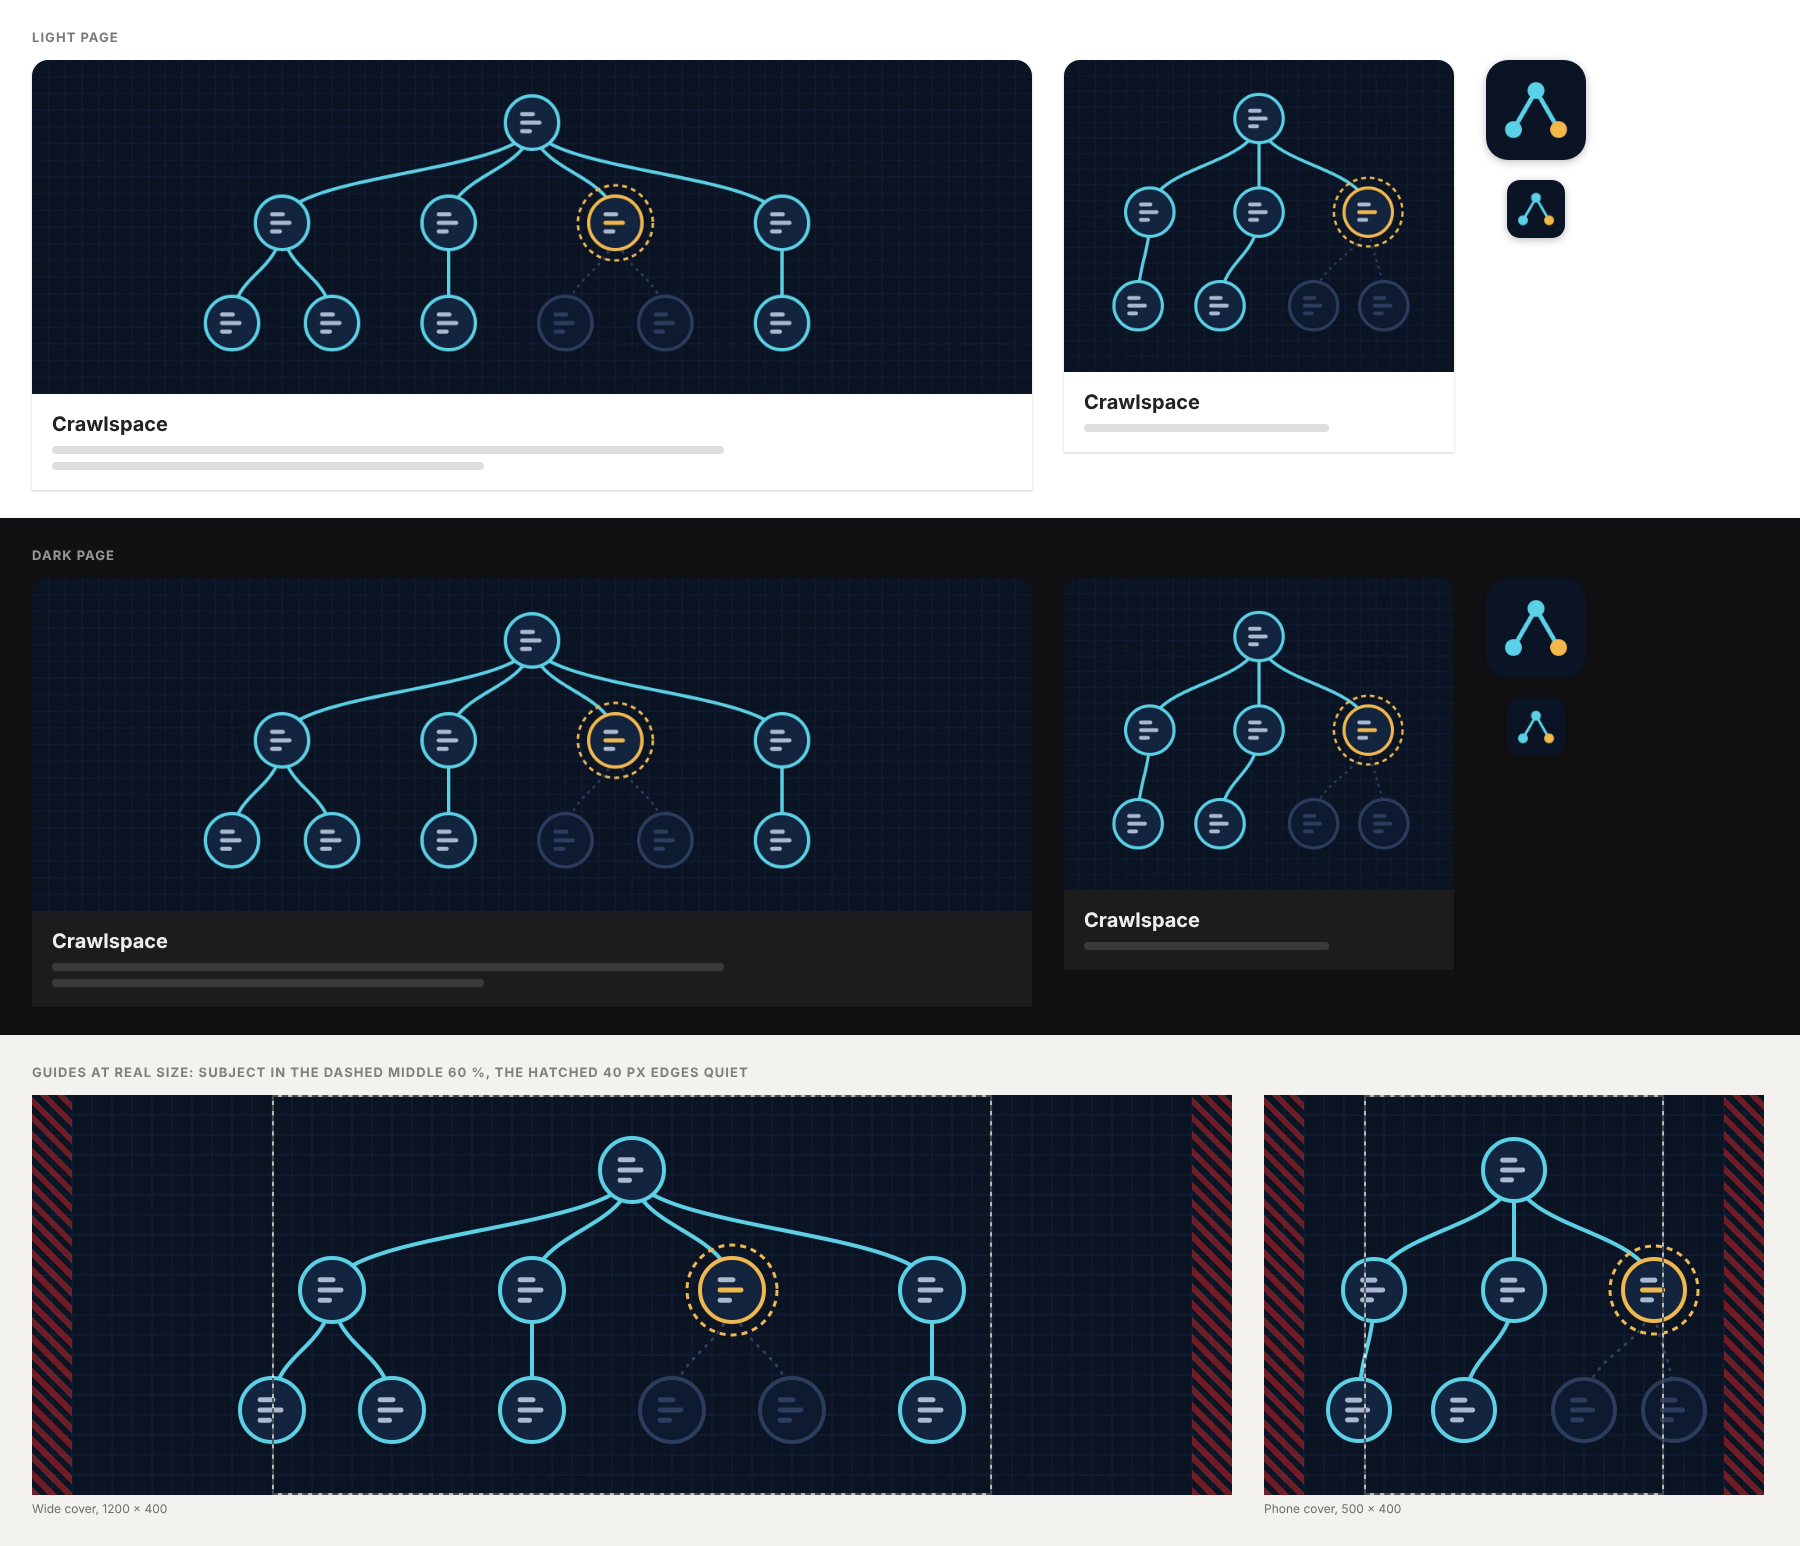 LIGHT PAGE
Crawlspace
Crawlspace
DARK PAGE
Crawlspace
Crawlspace
GUIDES AT REAL SIZE: SUBJECT IN THE DASHED MIDDLE 60 %, THE HATCHED 40 PX EDGES QUIET
Wide cover, 1200 × 400
Phone cover, 500 × 400